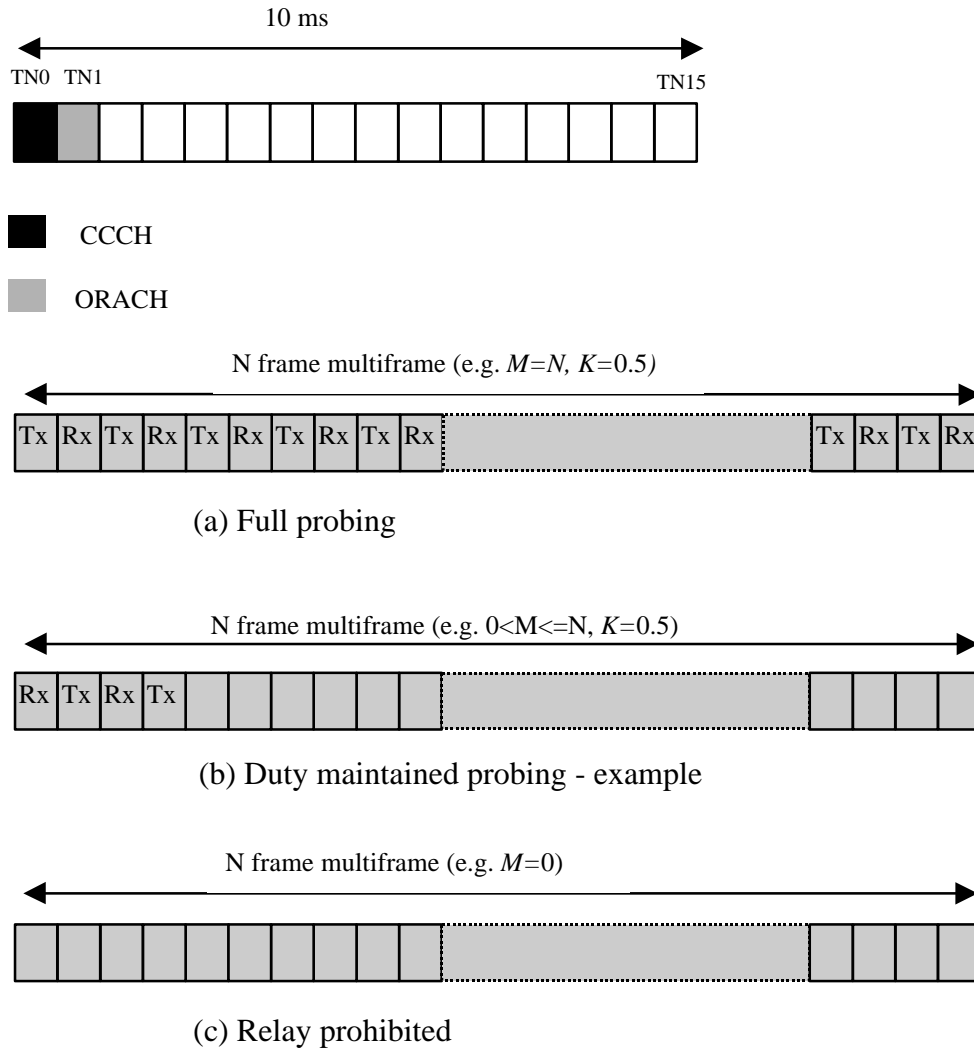 10 ms
TN0 TN1 TN15
CCCH
ORACH
N frame multiframe (e.g. M=N, K=0.5)
Tx Rx Tx Rx Tx Rx Tx Rx Tx Rx Tx Rx Tx Rx
(a) Full probing
N frame multiframe (e.g. 0<M<=N, K=0.5)
Rx Tx Rx Tx
(b) Duty maintained probing - example
N frame multiframe (e.g. M=0)
(c) Relay prohibited